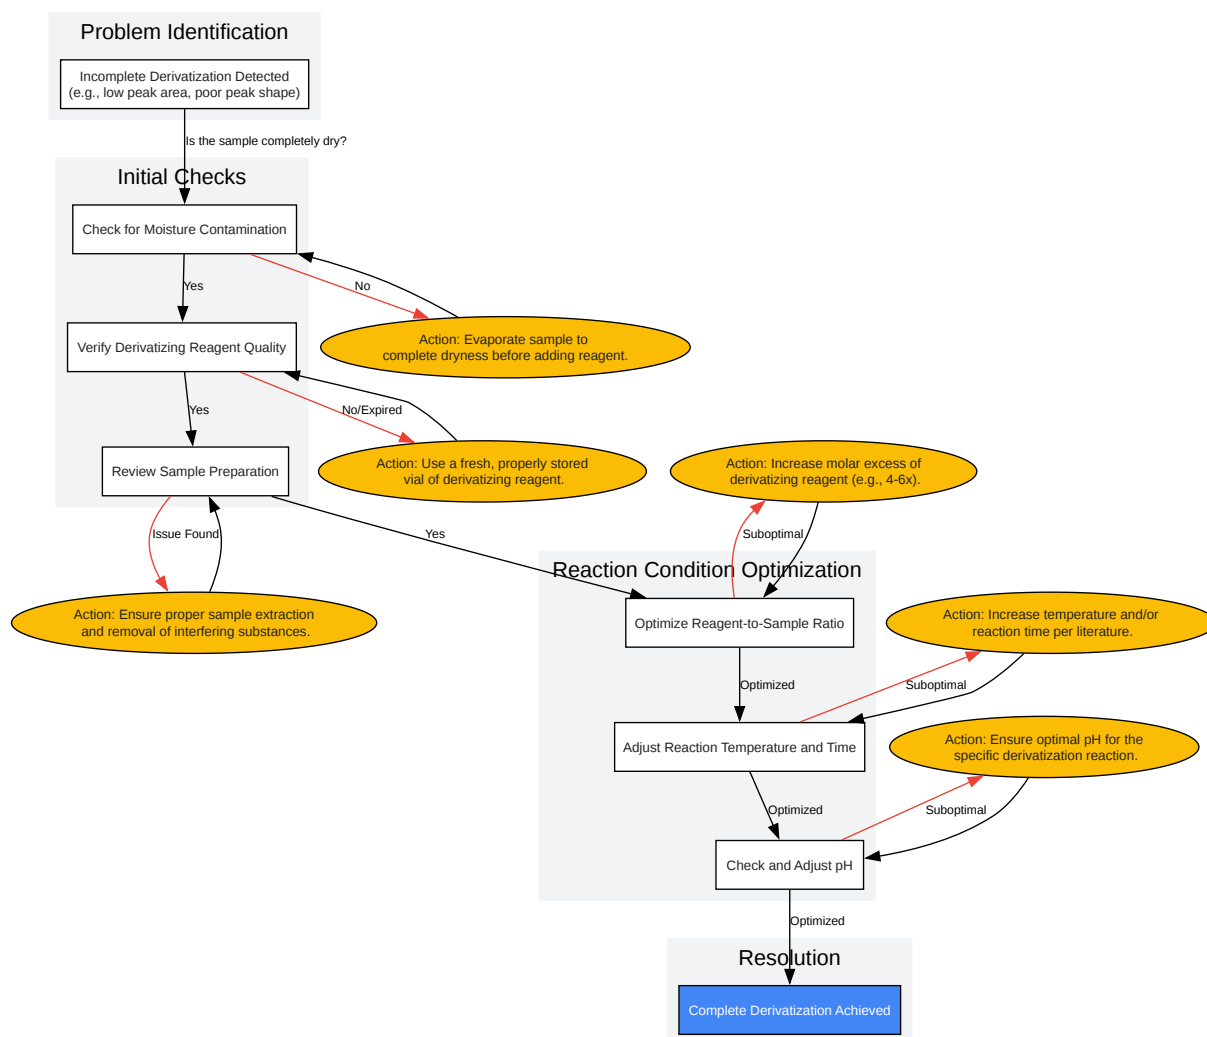 Problem Identification
Incomplete Derivatization Detected
(e.g., low peak area, poor peak shape)
Is the sample completely dry?
Initial Checks
Check for Moisture Contamination
Yes
No
Action: Evaporate sample to
complete dryness before adding reagent.
Verify Derivatizing Reagent Quality
Yes
No/Expired
Action: Use a fresh, properly stored
vial of derivatizing reagent.
Action: Increase molar excess of
derivatizing reagent (e.g., 4-6x).
Review Sample Preparation
Issue Found
Yes
Suboptimal
Reaction Condition Optimization
Action: Ensure proper sample extraction
and removal of interfering substances.
Optimize Reagent-to-Sample Ratio
Action: Increase temperature and/or
reaction time per literature.
Optimized
Suboptimal
Adjust Reaction Temperature and Time
Action: Ensure optimal pH for the
specific derivatization reaction.
Optimized
Suboptimal
Check and Adjust pH
Optimized
Resolution
Complete Derivatization Achieved